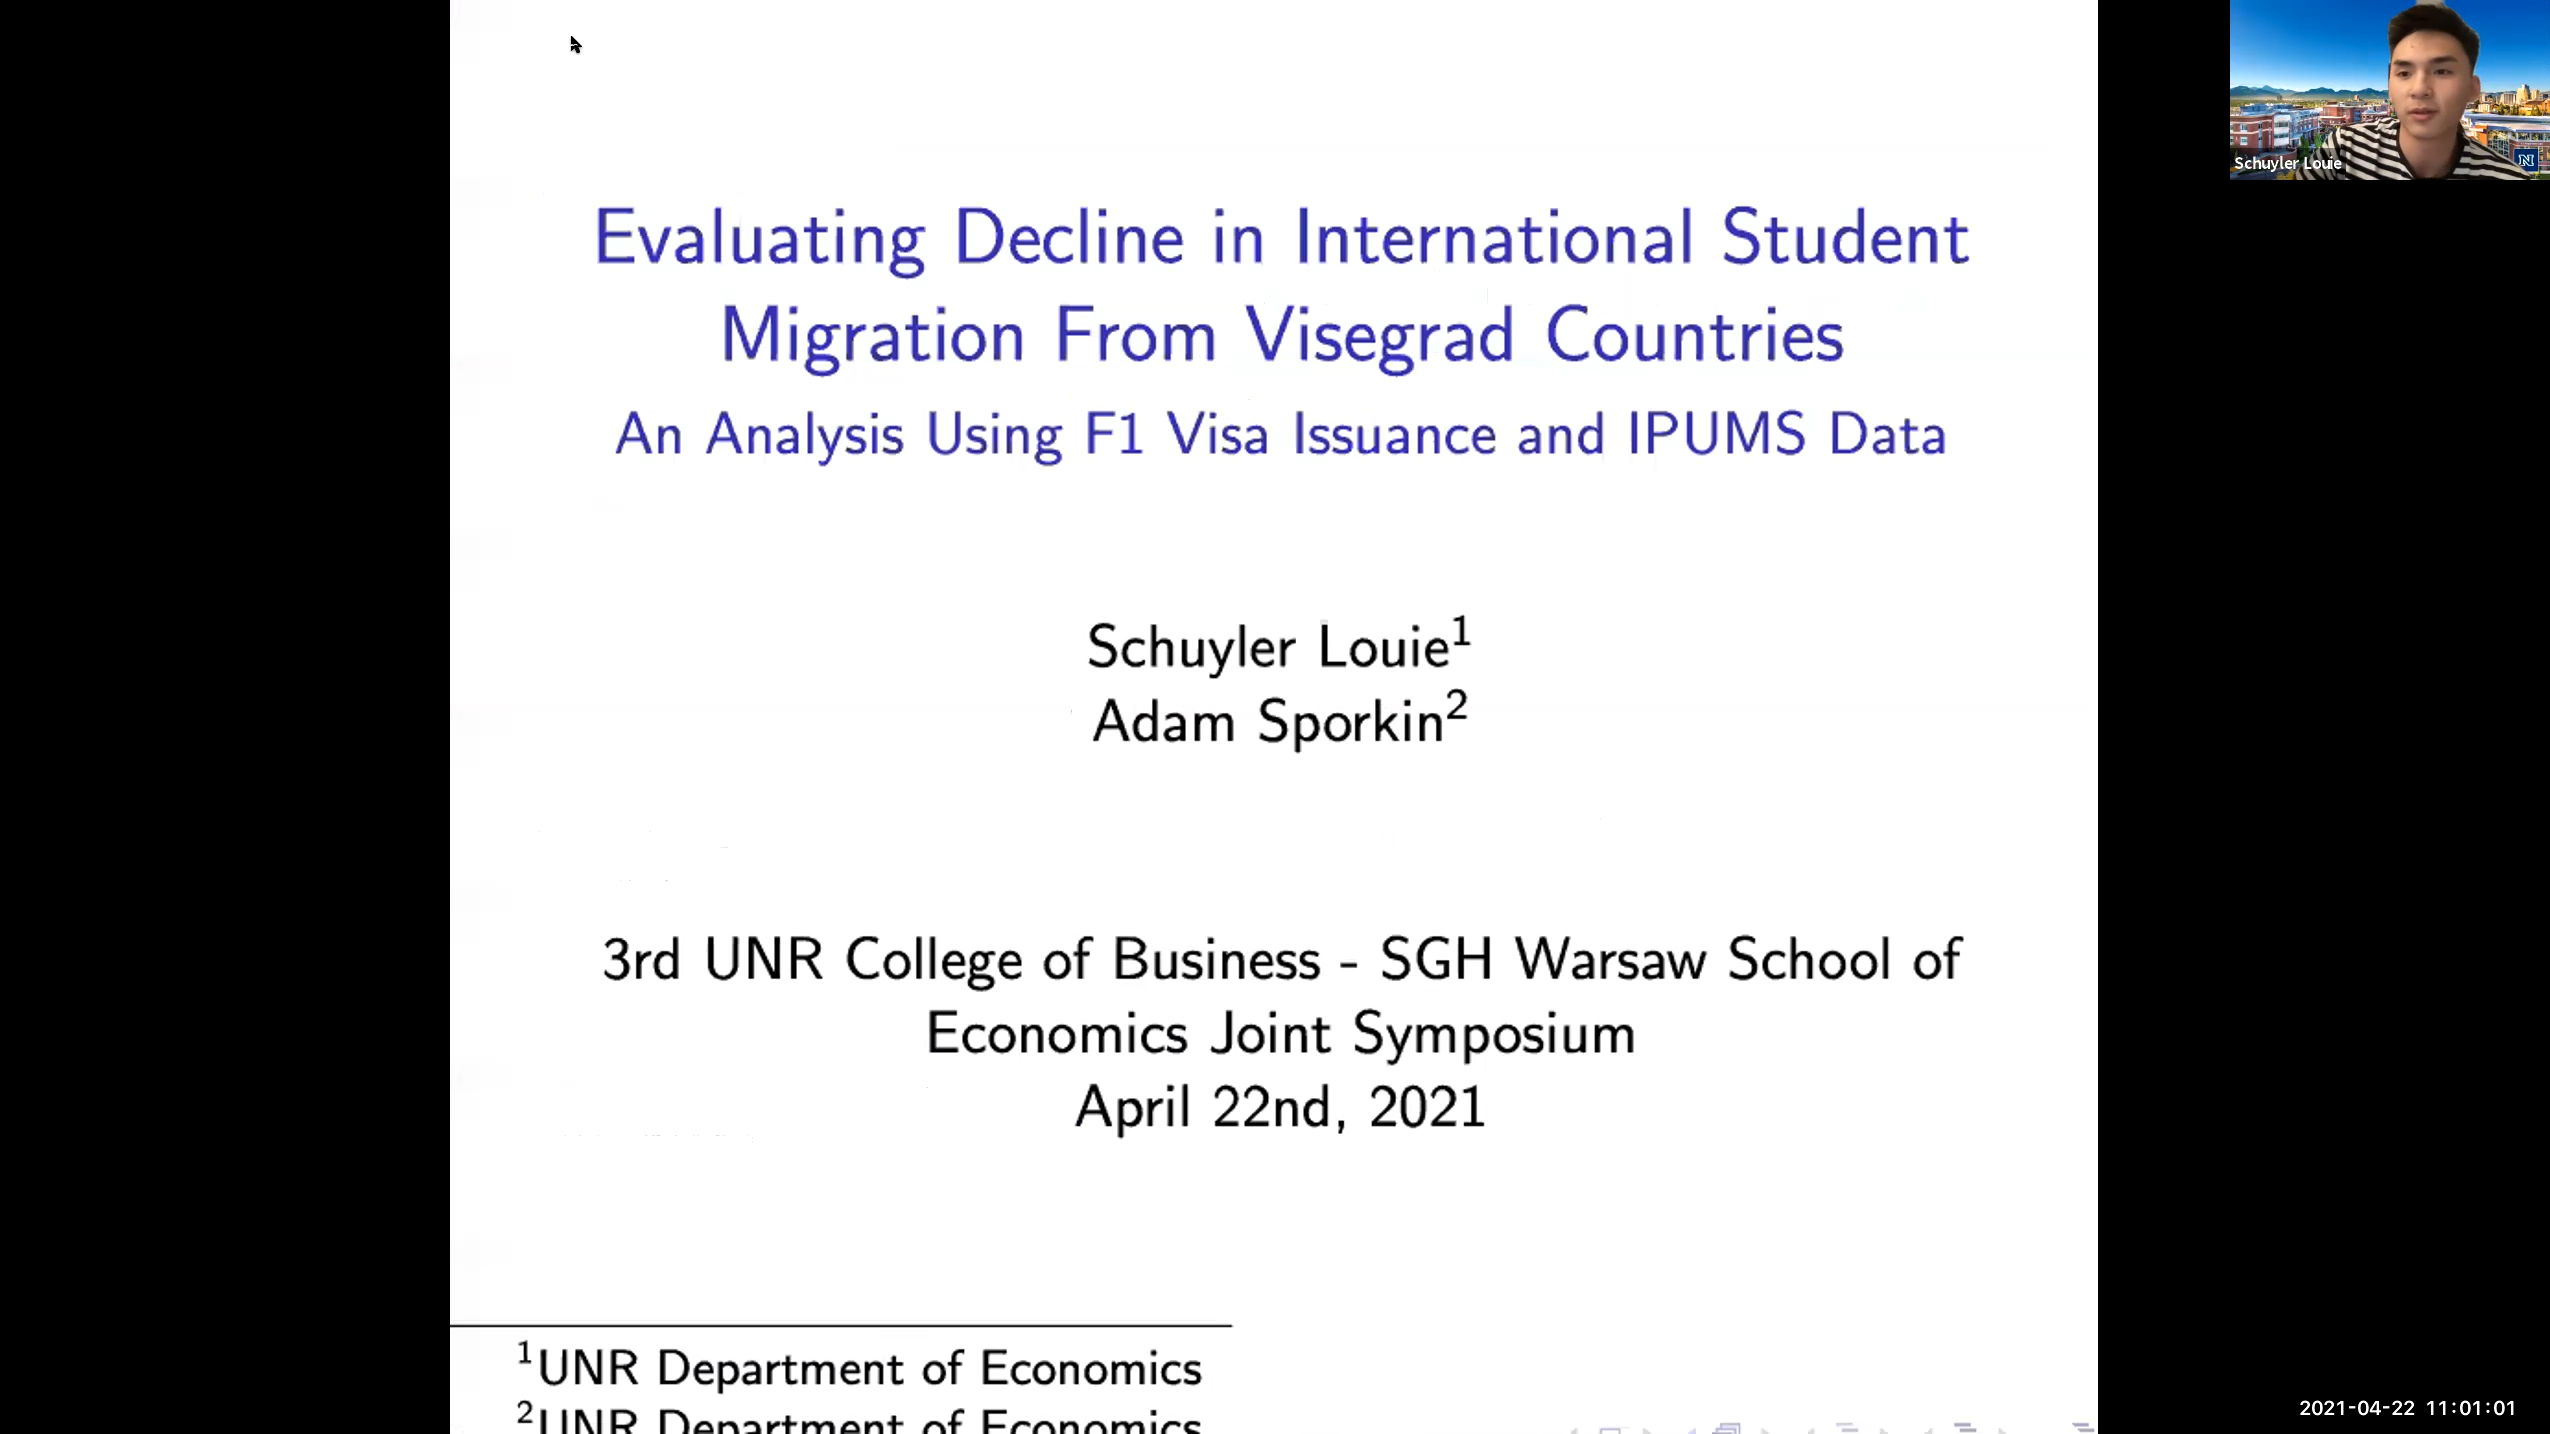 Evaluating Decline in International Student
Migration From Visegrad Countries
An Analysis Using F1 Visa Issuance and IPUMS Data
Schuyler Louie¹
Adam Sporkin²
3rd UNR College of Business - SGH Warsaw School of
Economics Joint Symposium
April 22nd, 2021
¹UNR Department of Economics
²UNR Department of Economics
Schuyler Louie
N
2021-04-22 11:01:01